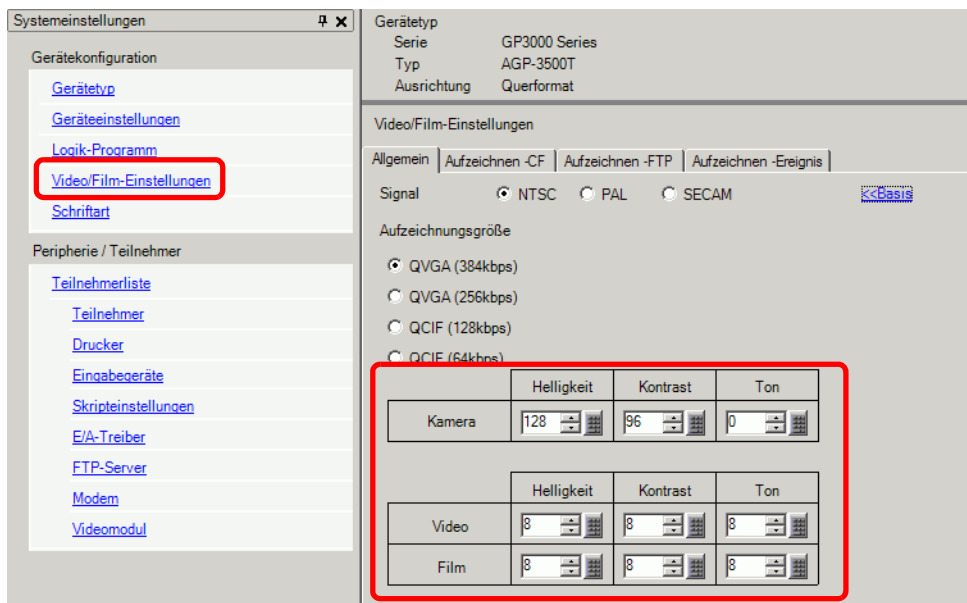 Systemeinstellungen
Gerätekonfiguration
Gerätetyp
Geräteeinstellungen
Logik-Programm
Video/Film-Einstellungen
Schriftart
Peripherie / Teilnehmer
Teilnehmerliste
Teilnehmer
Drucker
Eingabegeräte
Skripteinstellungen
E/A-Treiber
FTP-Server
Modem
Videomodul
Gerätetyp
Serie GP3000 Series
Typ AGP-3500T
Ausrichtung Querformat
Video/Film-Einstellungen
Allgemein Aufzeichnen -CF Aufzeichnen -FTP Aufzeichnen -Ereignis
Signal NTSC PAL SECAM <<Basis
Aufzeichnungsgröße
QVGA (384kbps)
QVGA (256kbps)
QCIF (128kbps)
QCIF (64kbps)
Helligkeit Kontrast Ton
Kamera 128 96 0
Helligkeit Kontrast Ton
Video 8 8 8
Film 8 8 8